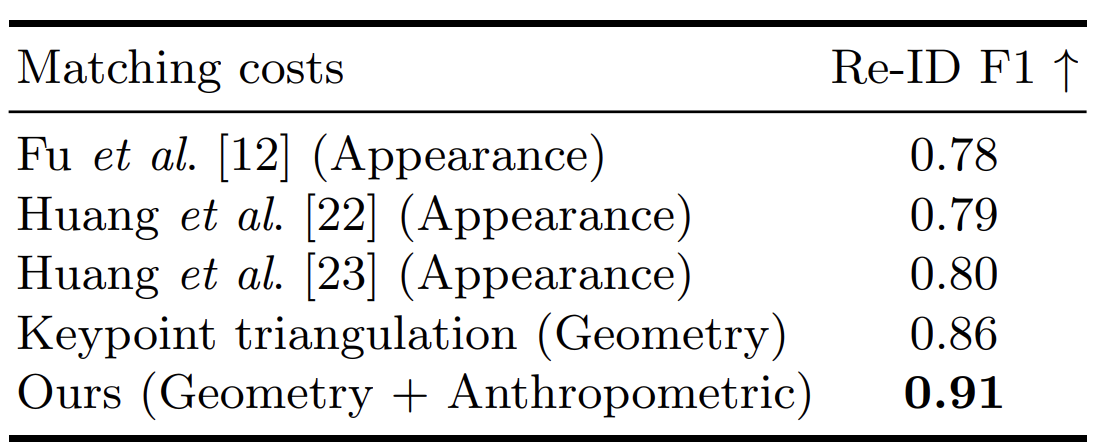 Matching costs Re-ID F1 ↑
Fu et al. [12] (Appearance) 0.78
Huang et al. [22] (Appearance) 0.79
Huang et al. [23] (Appearance) 0.80
Keypoint triangulation (Geometry) 0.86
Ours (Geometry + Anthropometric) 0.91